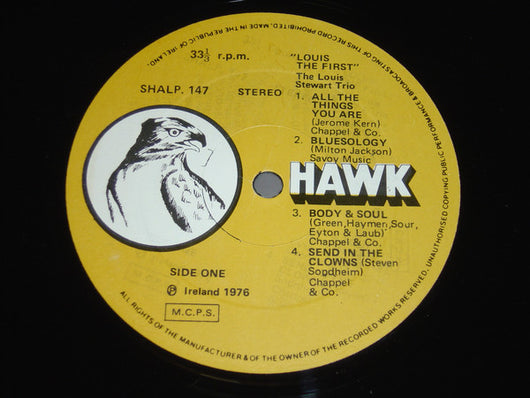 UNAUTHORISED COPYING PUBLIC PERFORMANCE & BROADCASTING OF THIS RECORD PROHIBITED. MADE IN THE REPUBLIC OF IRELAND.
33⅓ r.p.m.
SHALP. 147 STEREO
"LOUIS
THE FIRST"
The Louis
Stewart Trio
1. ALL THE
THINGS
YOU ARE
(Jerome Kern)
Chappel & Co.
2. BLUESOLOGY
(Milton Jackson)
Savoy Music
HAWK
3. BODY & SOUL
(Green,Haymen,Sour,
Eyton & Laub)
Chappel & Co.
4. SEND IN THE
CLOWNS (Steven
Sondheim)
Chappel
& Co.
SIDE ONE
Ⓟ Ireland 1976
M.C.P.S.
ALL RIGHTS OF THE MANUFACTURER & OF THE OWNER OF THE RECORDED WORKS RESERVED.